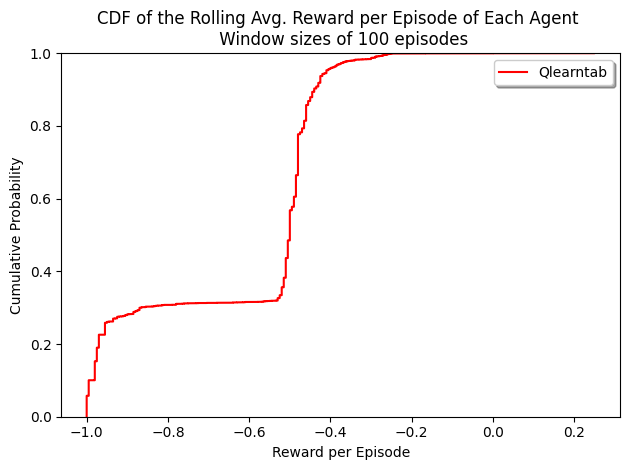 CDF of the Rolling Avg. Reward per Episode of Each Agent
Window sizes of 100 episodes
Qlearntab
Cumulative Probability
1.0
0.8
0.6
0.4
0.2
0.0
−1.0 −0.8 −0.6 −0.4 −0.2 0.0 0.2
Reward per Episode